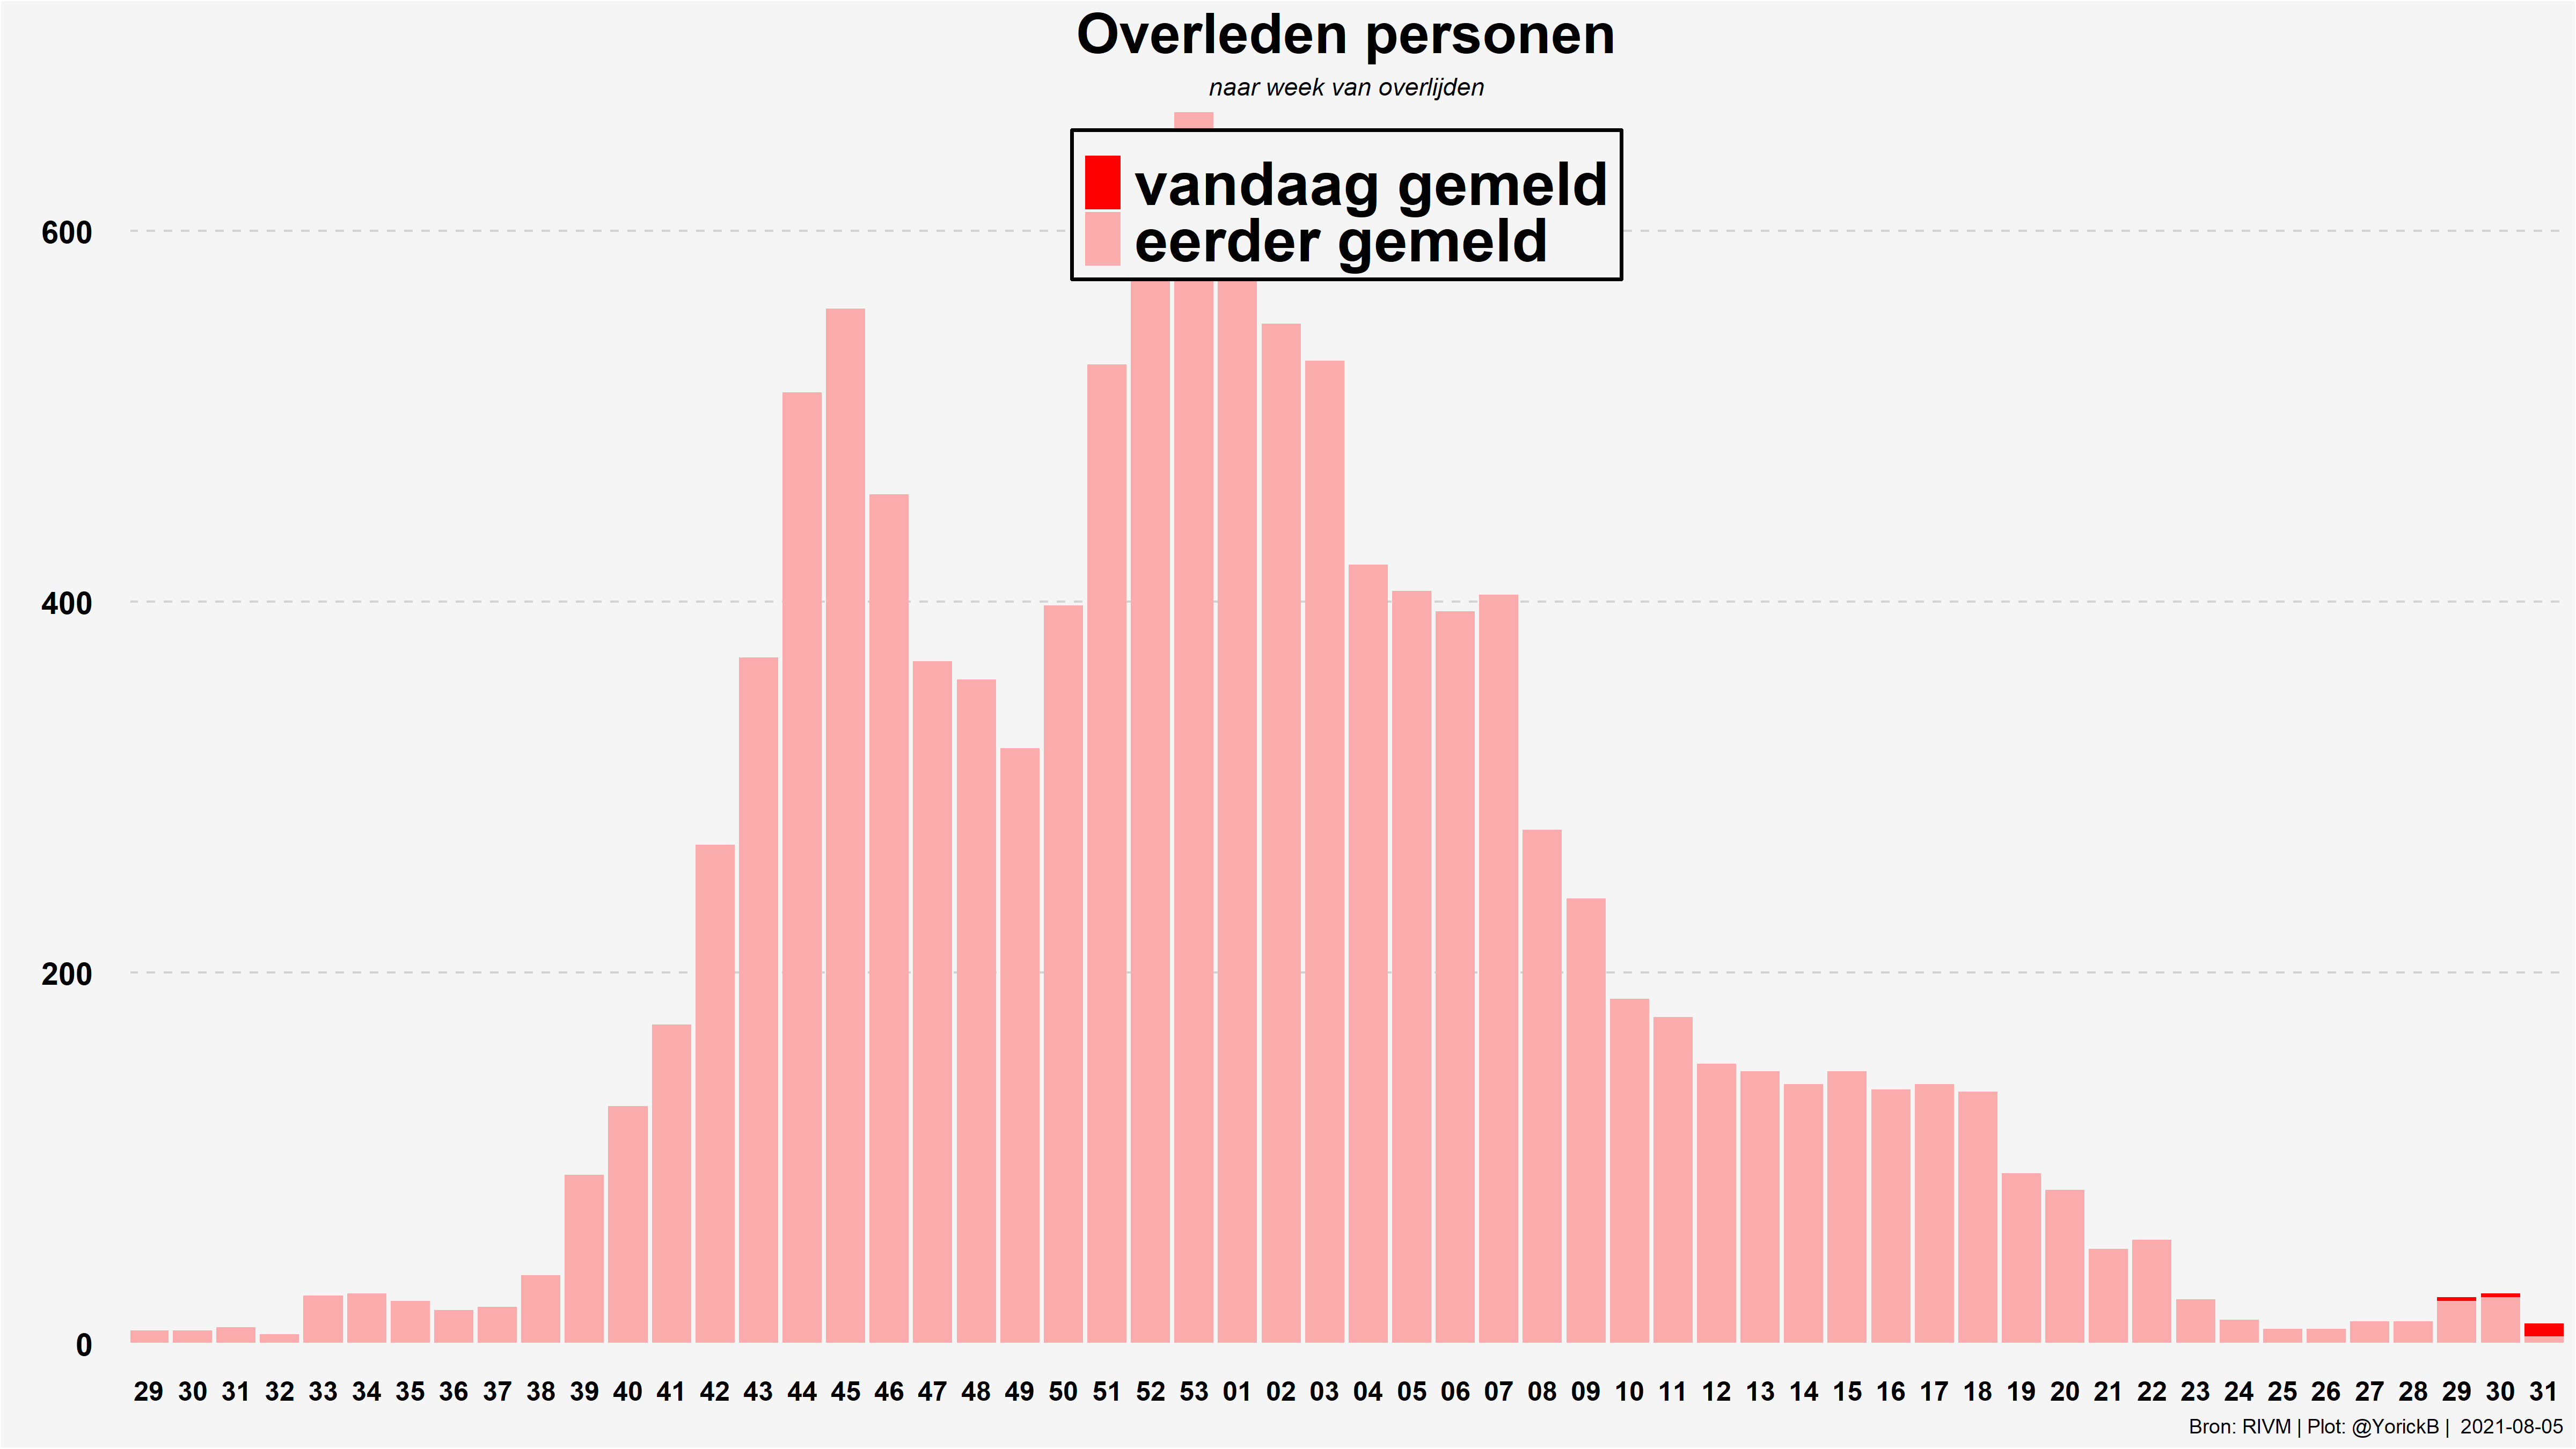 Overleden personen
naar week van overlijden
vandaag gemeld
eerder gemeld
600
400
200
0
29 30 31 32 33 34 35 36 37 38 39 40 41 42 43 44 45 46 47 48 49 50 51 52 53 01 02 03 04 05 06 07 08 09 10 11 12 13 14 15 16 17 18 19 20 21 22 23 24 25 26 27 28 29 30 31
Bron: RIVM | Plot: @YorickB | 2021-08-05